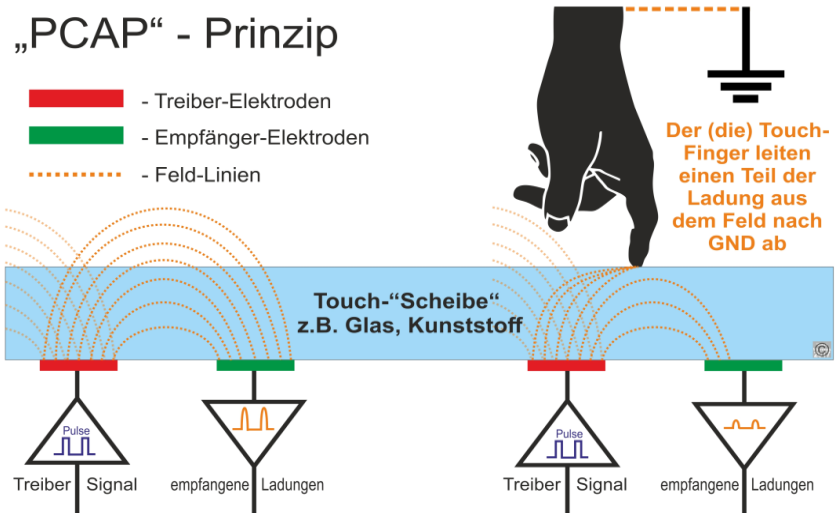 „PCAP“ - Prinzip
- Treiber-Elektroden
- Empfänger-Elektroden
- Feld-Linien
Der (die) Touch-
Finger leiten
einen Teil der
Ladung aus
dem Feld nach
GND ab
Touch-“Scheibe“
z.B. Glas, Kunststoff
©
Pulse
Treiber Signal
empfangene Ladungen
Pulse
Treiber Signal
empfangene Ladungen